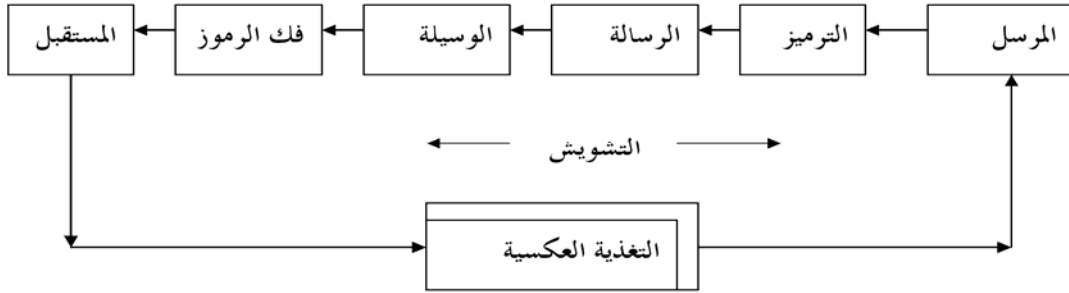 المرسل
الترميز
الرسالة
الوسيلة
فك الرموز
المستقبل
التشويش
التغذية العكسية